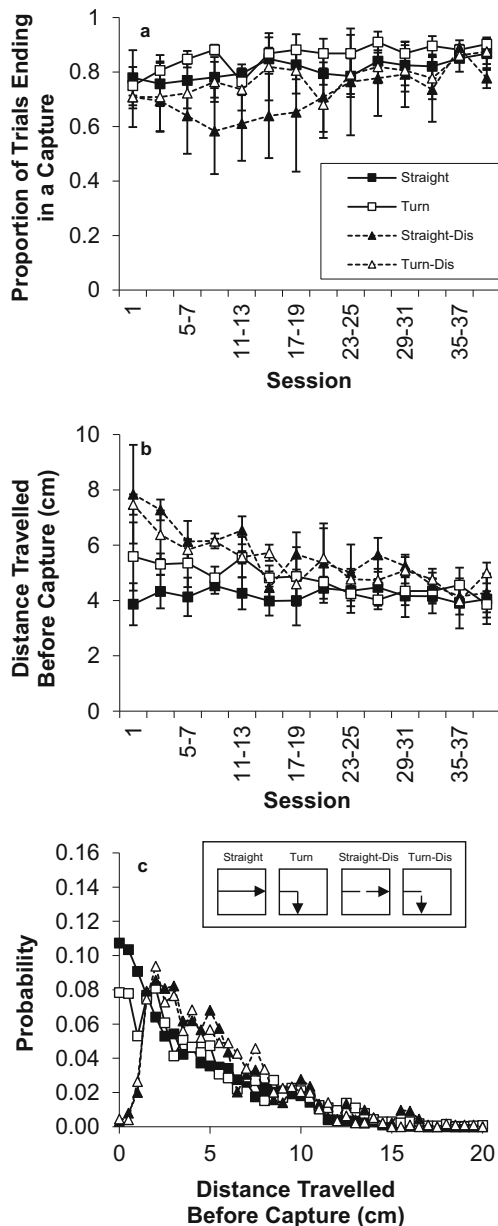 a
Proportion of Trials Ending
in a Capture
1
0.8
0.6
0.4
0.2
0
Straight
Turn
Straight-Dis
Turn-Dis
1
5-7
11-13
17-19
23-25
29-31
35-37
Session
b
Distance Travelled
Before Capture (cm)
10
8
6
4
2
0
1
5-7
11-13
17-19
23-25
29-31
35-37
Session
c
Probability
0.16
0.14
0.12
0.10
0.08
0.06
0.04
0.02
0.00
Straight Turn Straight-Dis Turn-Dis
0 5 10 15 20
Distance Travelled
Before Capture (cm)